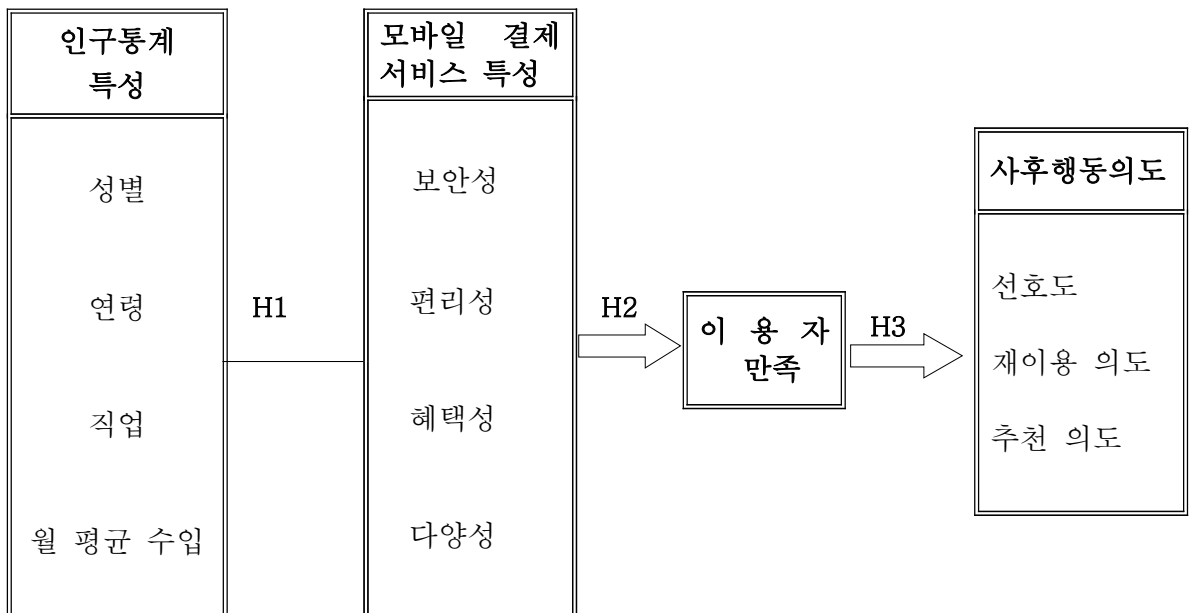 인구통계
특성
성별
연령
직업
월 평균 수입
H1
모바일 결제
서비스 특성
보안성
편리성
혜택성
다양성
H2
이 용 자
만족
H3
사후행동의도
선호도
재이용 의도
추천 의도